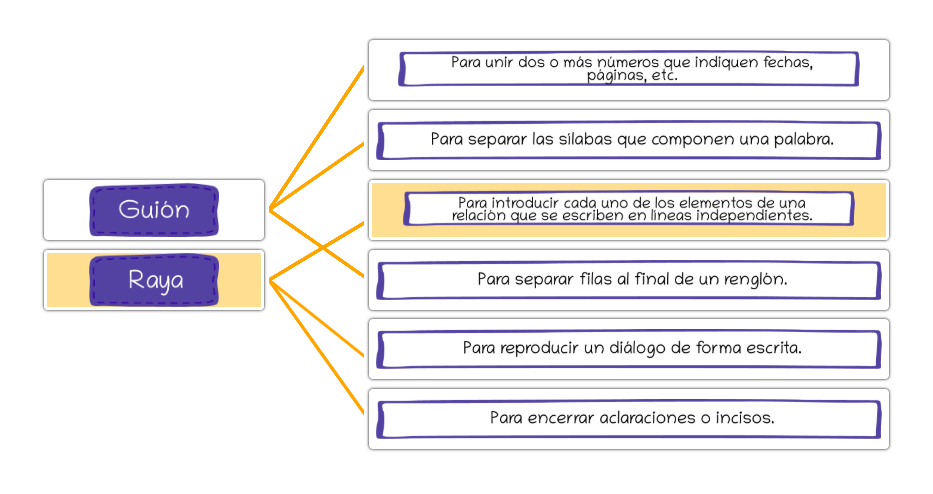 Para unir dos o más números que indiquen fechas,
páginas, etc.
Para separar las sílabas que componen una palabra.
Guión
Para introducir cada uno de los elementos de una
relación que se escriben en líneas independientes.
Raya
Para separar filas al final de un renglón.
Para reproducir un diálogo de forma escrita.
Para encerrar aclaraciones o incisos.